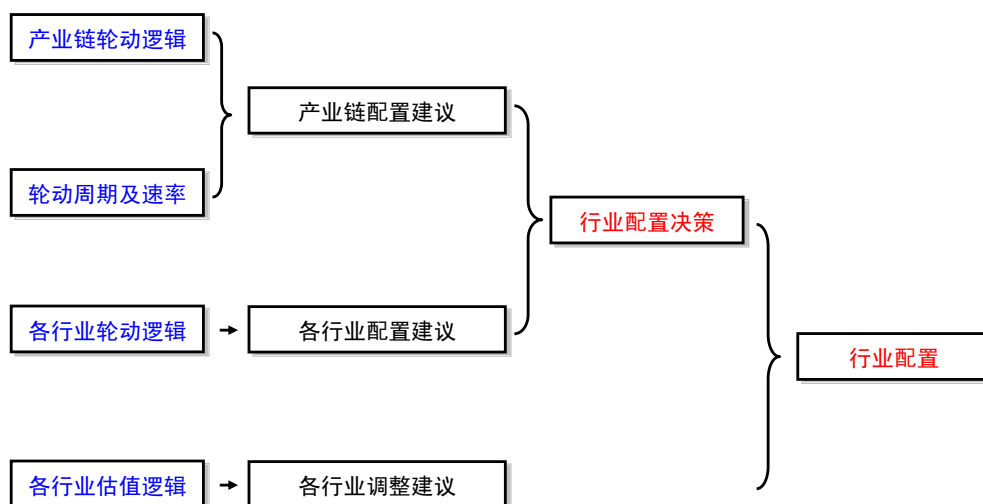 产业链轮动逻辑
产业链配置建议
轮动周期及速率
行业配置决策
各行业轮动逻辑
各行业配置建议
行业配置
各行业估值逻辑
各行业调整建议